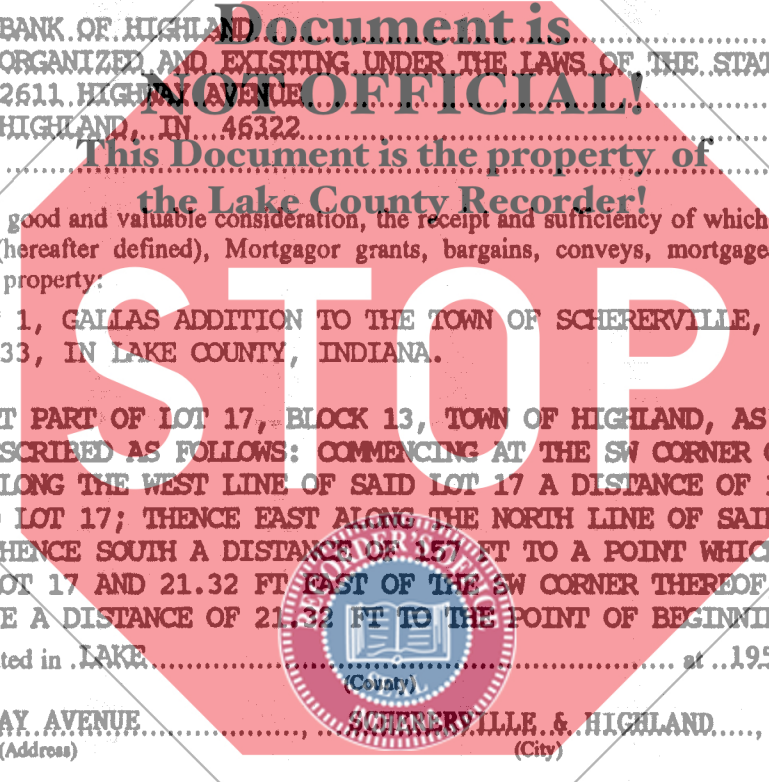 Document is
BANK OF HIGHLAND
ORGANIZED AND EXISTING UNDER THE LAWS OF THE STAT
NOT OFFICIAL!
2611 HIGHWAY AVENUE
HIGHLAND, IN 46322
This Document is the property of
the Lake County Recorder!
good and valuable consideration, the receipt and sufficiency of which
(hereafter defined), Mortgagor grants, bargains, conveys, mortgage
property:
STOP
1, GALLAS ADDITION TO THE TOWN OF SCHERERVILLE,
33, IN LAKE COUNTY, INDIANA.
T PART OF LOT 17, BLOCK 13, TOWN OF HIGHLAND, AS
SCRIBED AS FOLLOWS: COMMENCING AT THE SW CORNER
LONG THE WEST LINE OF SAID LOT 17 A DISTANCE OF
LOT 17; THENCE EAST ALONG THE NORTH LINE OF SAI
HENCE SOUTH A DISTANCE OF 157 FT TO A POINT WHIC
OT 17 AND 21.32 FT EAST OF THE SW CORNER THEREOF
E A DISTANCE OF 21.32 FT TO THE POINT OF BEGINNI
ted in LAKE at 195
(County)
AY AVENUE, SCHERERVILLE & HIGHLAND,
(Address) (City)
SEAL